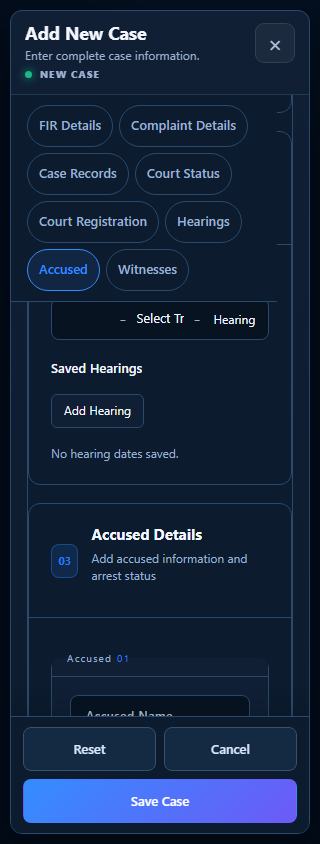 Add New Case
Enter complete case information.
NEW CASE
×
FIR Details
Complaint Details
Case Records
Court Status
Court Registration
Hearings
Accused
Witnesses
– Select Tr – Hearing
Saved Hearings
Add Hearing
No hearing dates saved.
03
Accused Details
Add accused information and
arrest status
Accused 01
Accused Name
Reset
Cancel
Save Case